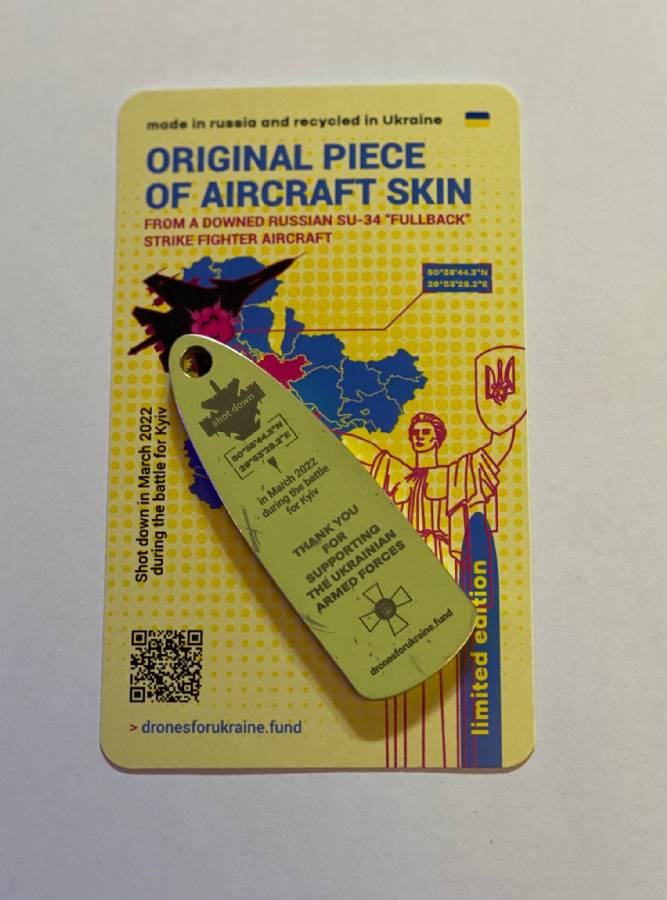 made in russia and recycled in Ukraine
ORIGINAL PIECE
OF AIRCRAFT SKIN
FROM A DOWNED RUSSIAN SU-34 "FULLBACK"
STRIKE FIGHTER AIRCRAFT
50°38'44.3"N
29°53'28.2"E
Shot down in March 2022
during the battle for Kyiv
shot down
50°38'44.3"N
29°53'28.2"E
in March 2022
during the battle
for Kyiv
THANK YOU
FOR
SUPPORTING
THE UKRAINIAN
ARMED FORCES
dronesforukraine.fund
limited edition
> dronesforukraine.fund